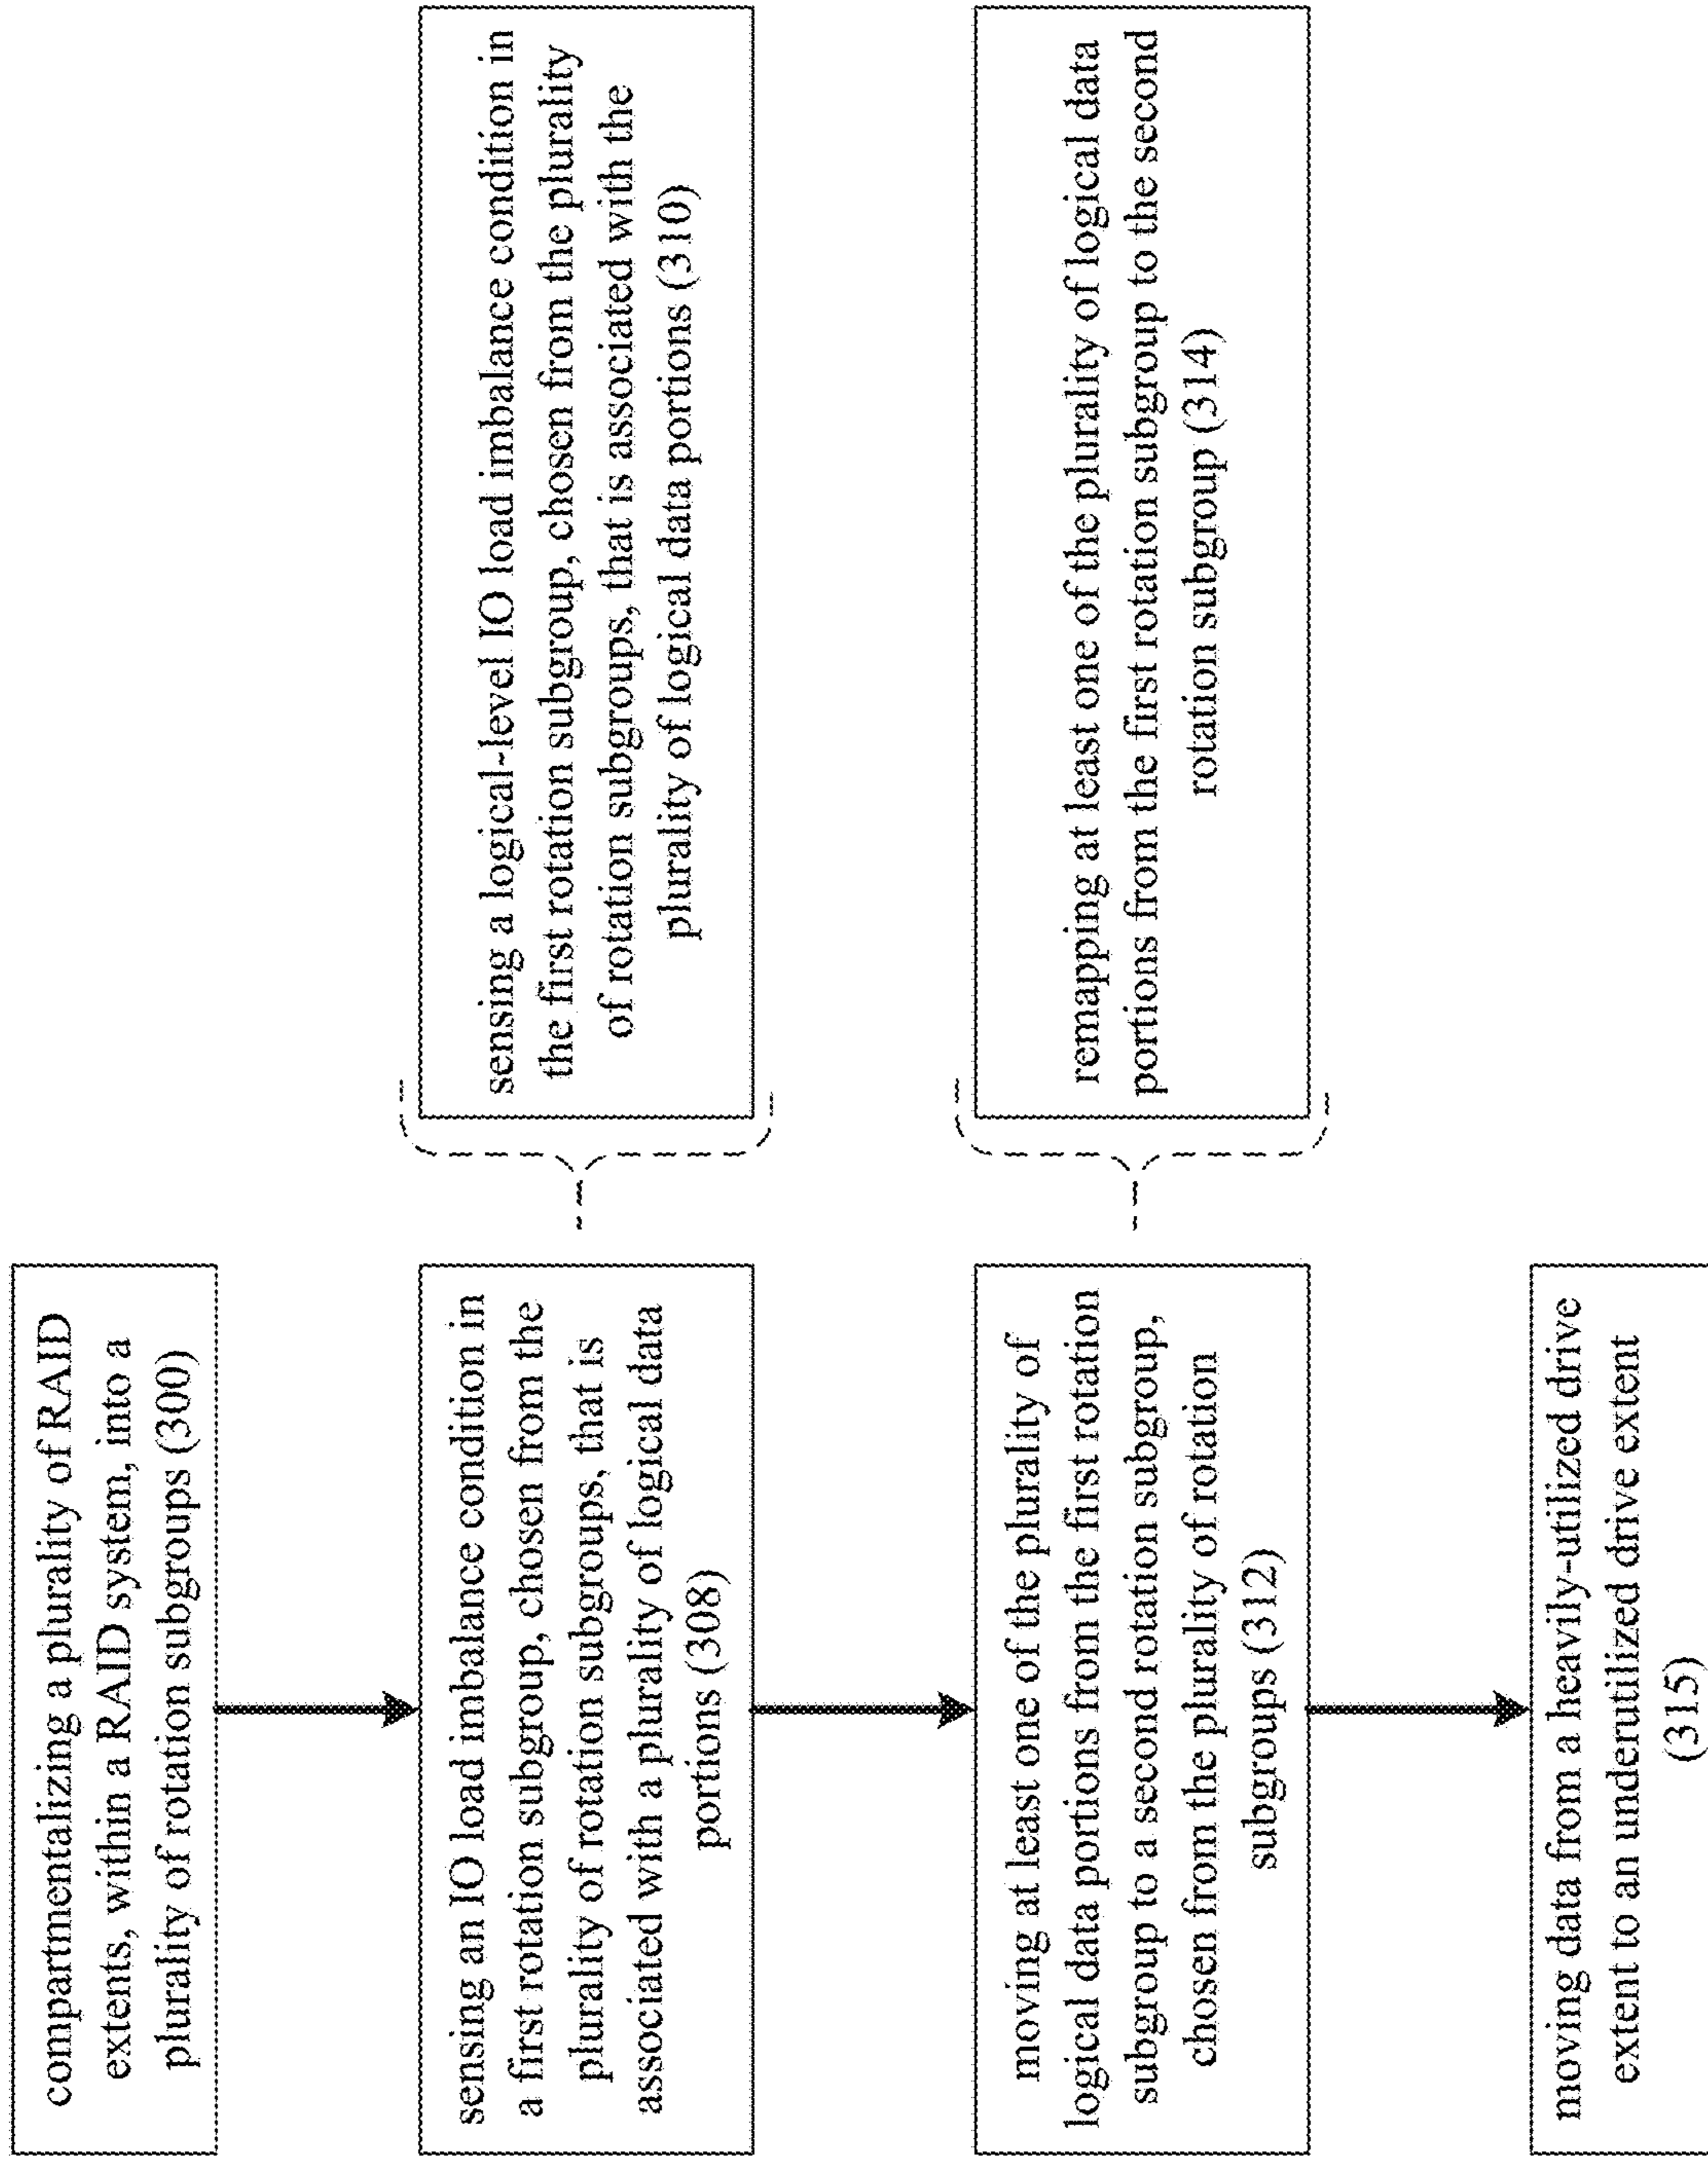 compartmentalizing a plurality of RAID
extents, within a RAID system, into a
plurality of rotation subgroups (300)
sensing an IO load imbalance condition in
a first rotation subgroup, chosen from the
plurality of rotation subgroups, that is
associated with a plurality of logical data
portions (308)
sensing a logical-level IO load imbalance condition in
the first rotation subgroup, chosen from the plurality
of rotation subgroups, that is associated with the
plurality of logical data portions (310)
moving at least one of the plurality of
logical data portions from the first rotation
subgroup to a second rotation subgroup,
chosen from the plurality of rotation
subgroups (312)
remapping at least one of the plurality of logical data
portions from the first rotation subgroup to the second
rotation subgroup (314)
moving data from a heavily-utilized drive
extent to an underutilized drive extent
(315)